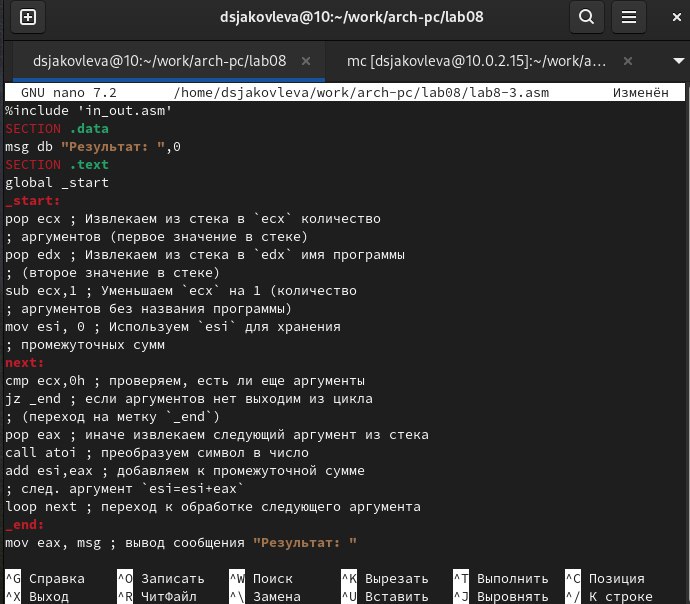 dsjakovleva@10:~/work/arch-pc/lab08
dsjakovleva@10:~/work/arch-pc/lab08
mc [dsjakovleva@10.0.2.15]:~/work/a...
GNU nano 7.2 /home/dsjakovleva/work/arch-pc/lab08/lab8-3.asm Изменён
%include 'in_out.asm'
SECTION .data
msg db "Результат: ",0
SECTION .text
global _start
_start:
pop ecx ; Извлекаем из стека в `ecx` количество
; аргументов (первое значение в стеке)
pop edx ; Извлекаем из стека в `edx` имя программы
; (второе значение в стеке)
sub ecx,1 ; Уменьшаем `ecx` на 1 (количество
; аргументов без названия программы)
mov esi, 0 ; Используем `esi` для хранения
; промежуточных сумм
next:
cmp ecx,0h ; проверяем, есть ли еще аргументы
jz _end ; если аргументов нет выходим из цикла
; (переход на метку `_end`)
pop eax ; иначе извлекаем следующий аргумент из стека
call atoi ; преобразуем символ в число
add esi,eax ; добавляем к промежуточной сумме
; след. аргумент `esi=esi+eax`
loop next ; переход к обработке следующего аргумента
_end:
mov eax, msg ; вывод сообщения "Результат: "
^G Справка ^O Записать ^W Поиск ^K Вырезать ^T Выполнить ^C Позиция
^X Выход ^R ЧитФайл ^\ Замена ^U Вставить ^J Выровнять ^/ К строке